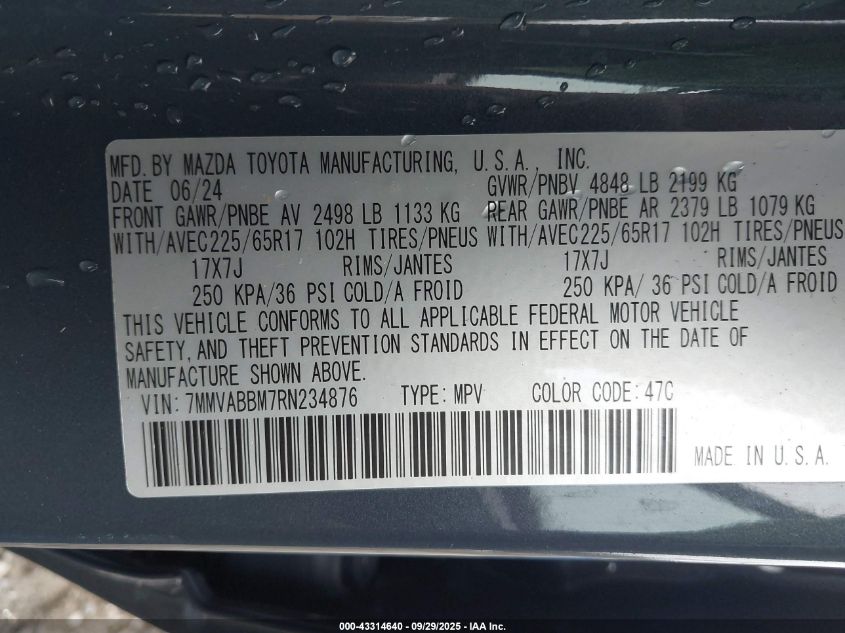 MFD. BY MAZDA TOYOTA MANUFACTURING, U.S.A., INC.
DATE 06/24 GVWR/PNBV 4848 LB 2199 KG
FRONT GAWR/PNBE AV 2498 LB 1133 KG REAR GAWR/PNBE AR 2379 LB 1079 KG
WITH/AVEC225/65R17 102H TIRES/PNEUS WITH/AVEC225/65R17 102H TIRES/PNEUS
17X7J RIMS/JANTES 17X7J RIMS/JANTES
250 KPA/36 PSI COLD/A FROID 250 KPA/ 36 PSI COLD/A FROID
THIS VEHICLE CONFORMS TO ALL APPLICABLE FEDERAL MOTOR VEHICLE
SAFETY, AND THEFT PREVENTION STANDARDS IN EFFECT ON THE DATE OF
MANUFACTURE SHOWN ABOVE.
VIN: 7MMVABBM7RN234876 TYPE: MPV COLOR CODE: 47C
MADE IN U.S.A.
000-43314640 - 09/29/2025 - IAA Inc.